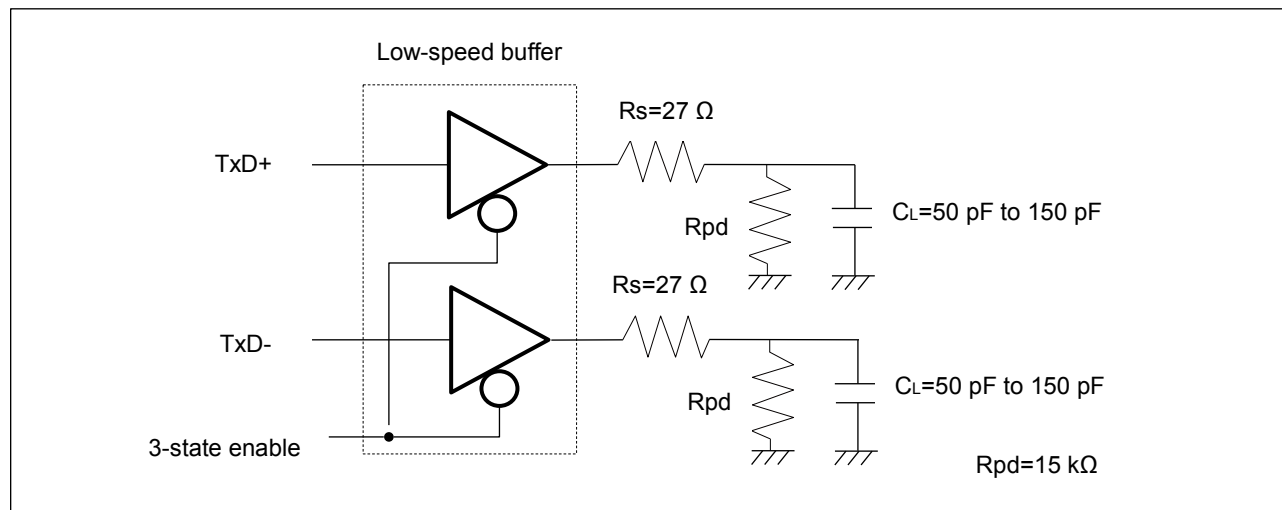 Low-speed buffer
Rs=27 Ω
TxD+
Rpd
CL=50 pF to 150 pF
Rs=27 Ω
TxD-
Rpd
CL=50 pF to 150 pF
3-state enable
Rpd=15 kΩ